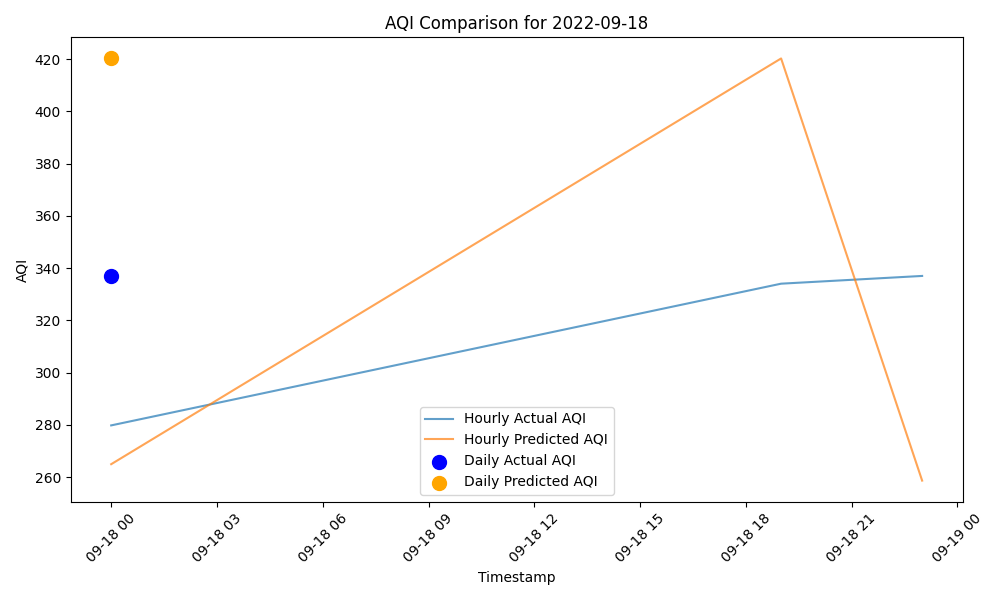 AQI Comparison for 2022-09-18
AQI
420
400
380
360
340
320
300
280
260
Hourly Actual AQI
Hourly Predicted AQI
Daily Actual AQI
Daily Predicted AQI
09-18 00
09-18 03
09-18 06
09-18 09
09-18 12
09-18 15
09-18 18
09-18 21
09-19 00
Timestamp